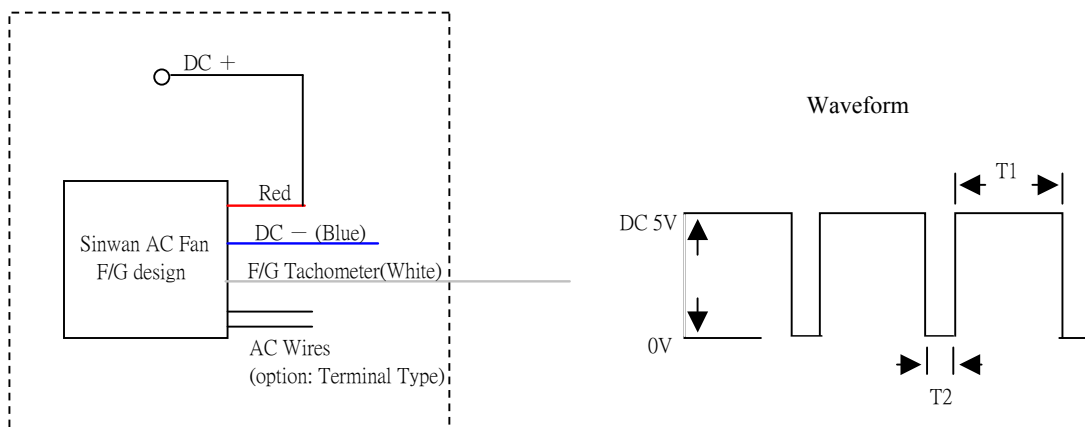 DC +
Red
Sinwan AC Fan
F/G design
DC － (Blue)
F/G Tachometer(White)
AC Wires
(option: Terminal Type)
Waveform
T1
DC 5V
0V
T2